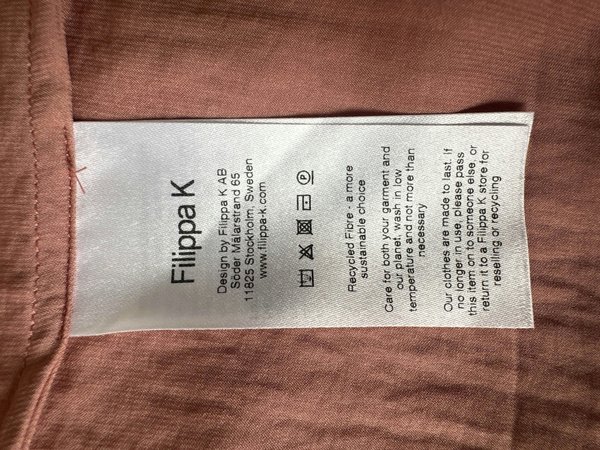 Filippa K
Design by Filippa K AB
Söder Mälarstrand 65
11825 Stockholm, Sweden
www.filippa-k.com
P
Recycled Fibre - a more
sustainable choice
Care for both your garment and
our planet, wash in low
temperature and not more than
necessary
Our clothes are made to last. If
no longer in use, please pass
this item on to someone else, or
return it to a Filippa K store for
reselling or recycling